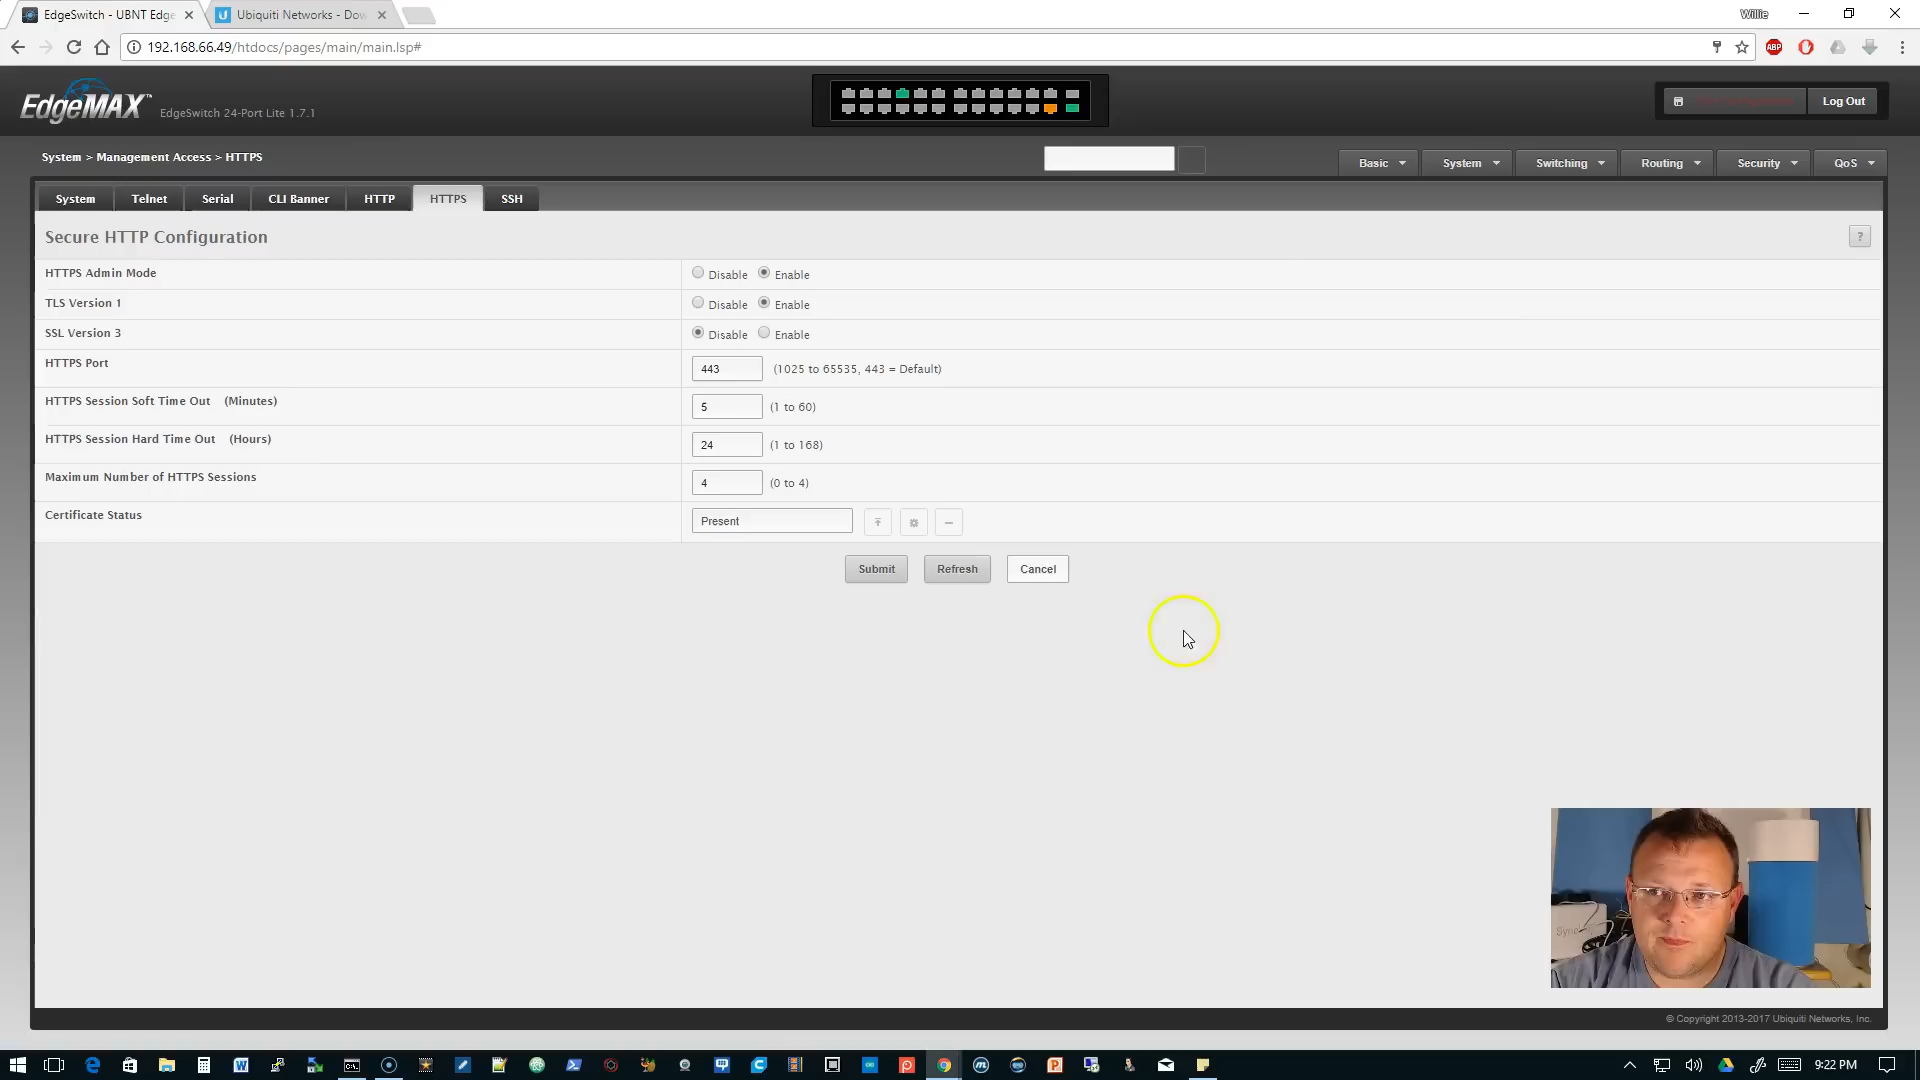 EdgeSwitch - UBNT Edge
Ubiquiti Networks - Dow
Willie
192.168.66.49/htdocs/pages/main/main.lsp#
ABP
EdgeMAX™
EdgeSwitch 24-Port Lite 1.7.1
Log Out
System > Management Access > HTTPS
Basic
System
Switching
Routing
Security
QoS
System
Telnet
Serial
CLI Banner
HTTP
HTTPS
SSH
Secure HTTP Configuration
?
HTTPS Admin Mode
Disable
Enable
TLS Version 1
Disable
Enable
SSL Version 3
Disable
Enable
HTTPS Port
443
(1025 to 65535, 443 = Default)
HTTPS Session Soft Time Out (Minutes)
5
(1 to 60)
HTTPS Session Hard Time Out (Hours)
24
(1 to 168)
Maximum Number of HTTPS Sessions
4
(0 to 4)
Certificate Status
Present
Submit
Refresh
Cancel
© Copyright 2013-2017 Ubiquiti Networks, Inc.
9:22 PM